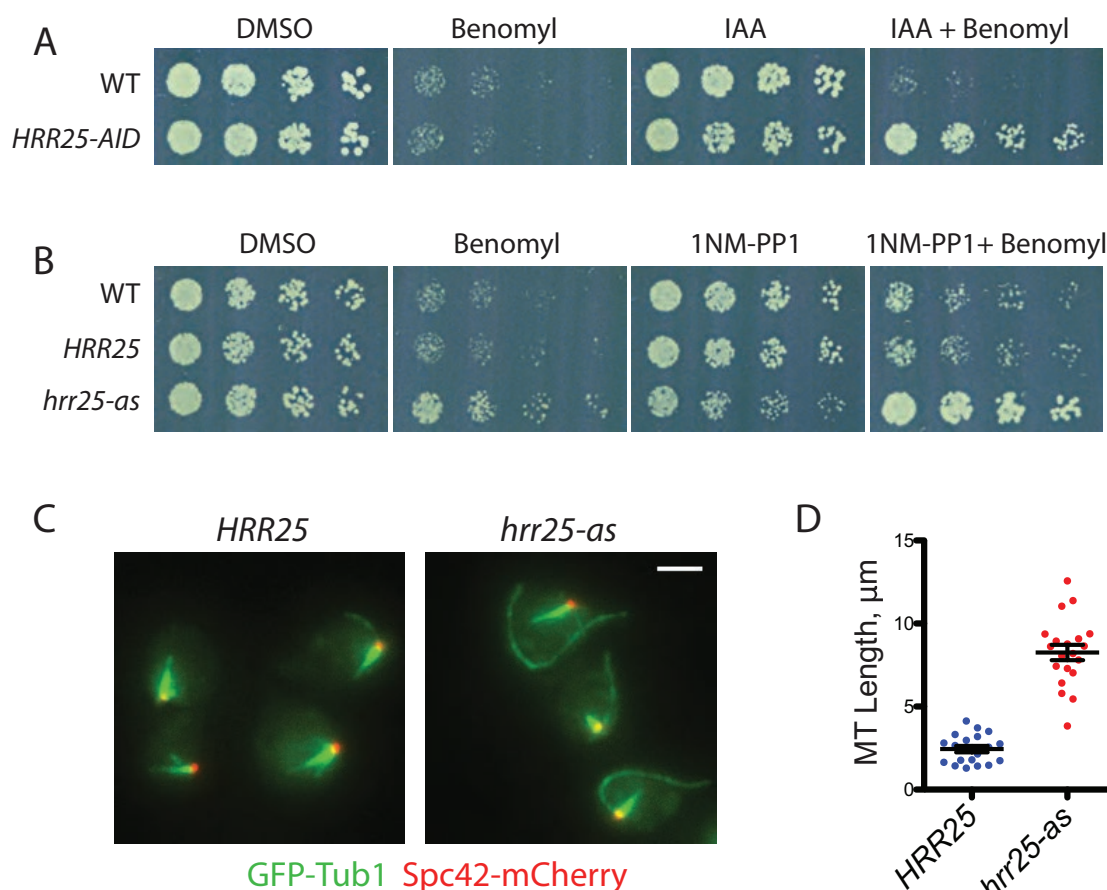 A
DMSO Benomyl IAA IAA + Benomyl
WT
HRR25-AID
B
DMSO Benomyl 1NM-PP1 1NM-PP1+ Benomyl
WT
HRR25
hrr25-as
C
HRR25 hrr25-as
GFP-Tub1 Spc42-mCherry
D
MT Length, µm
15
10
5
0
HRR25 hrr25-as